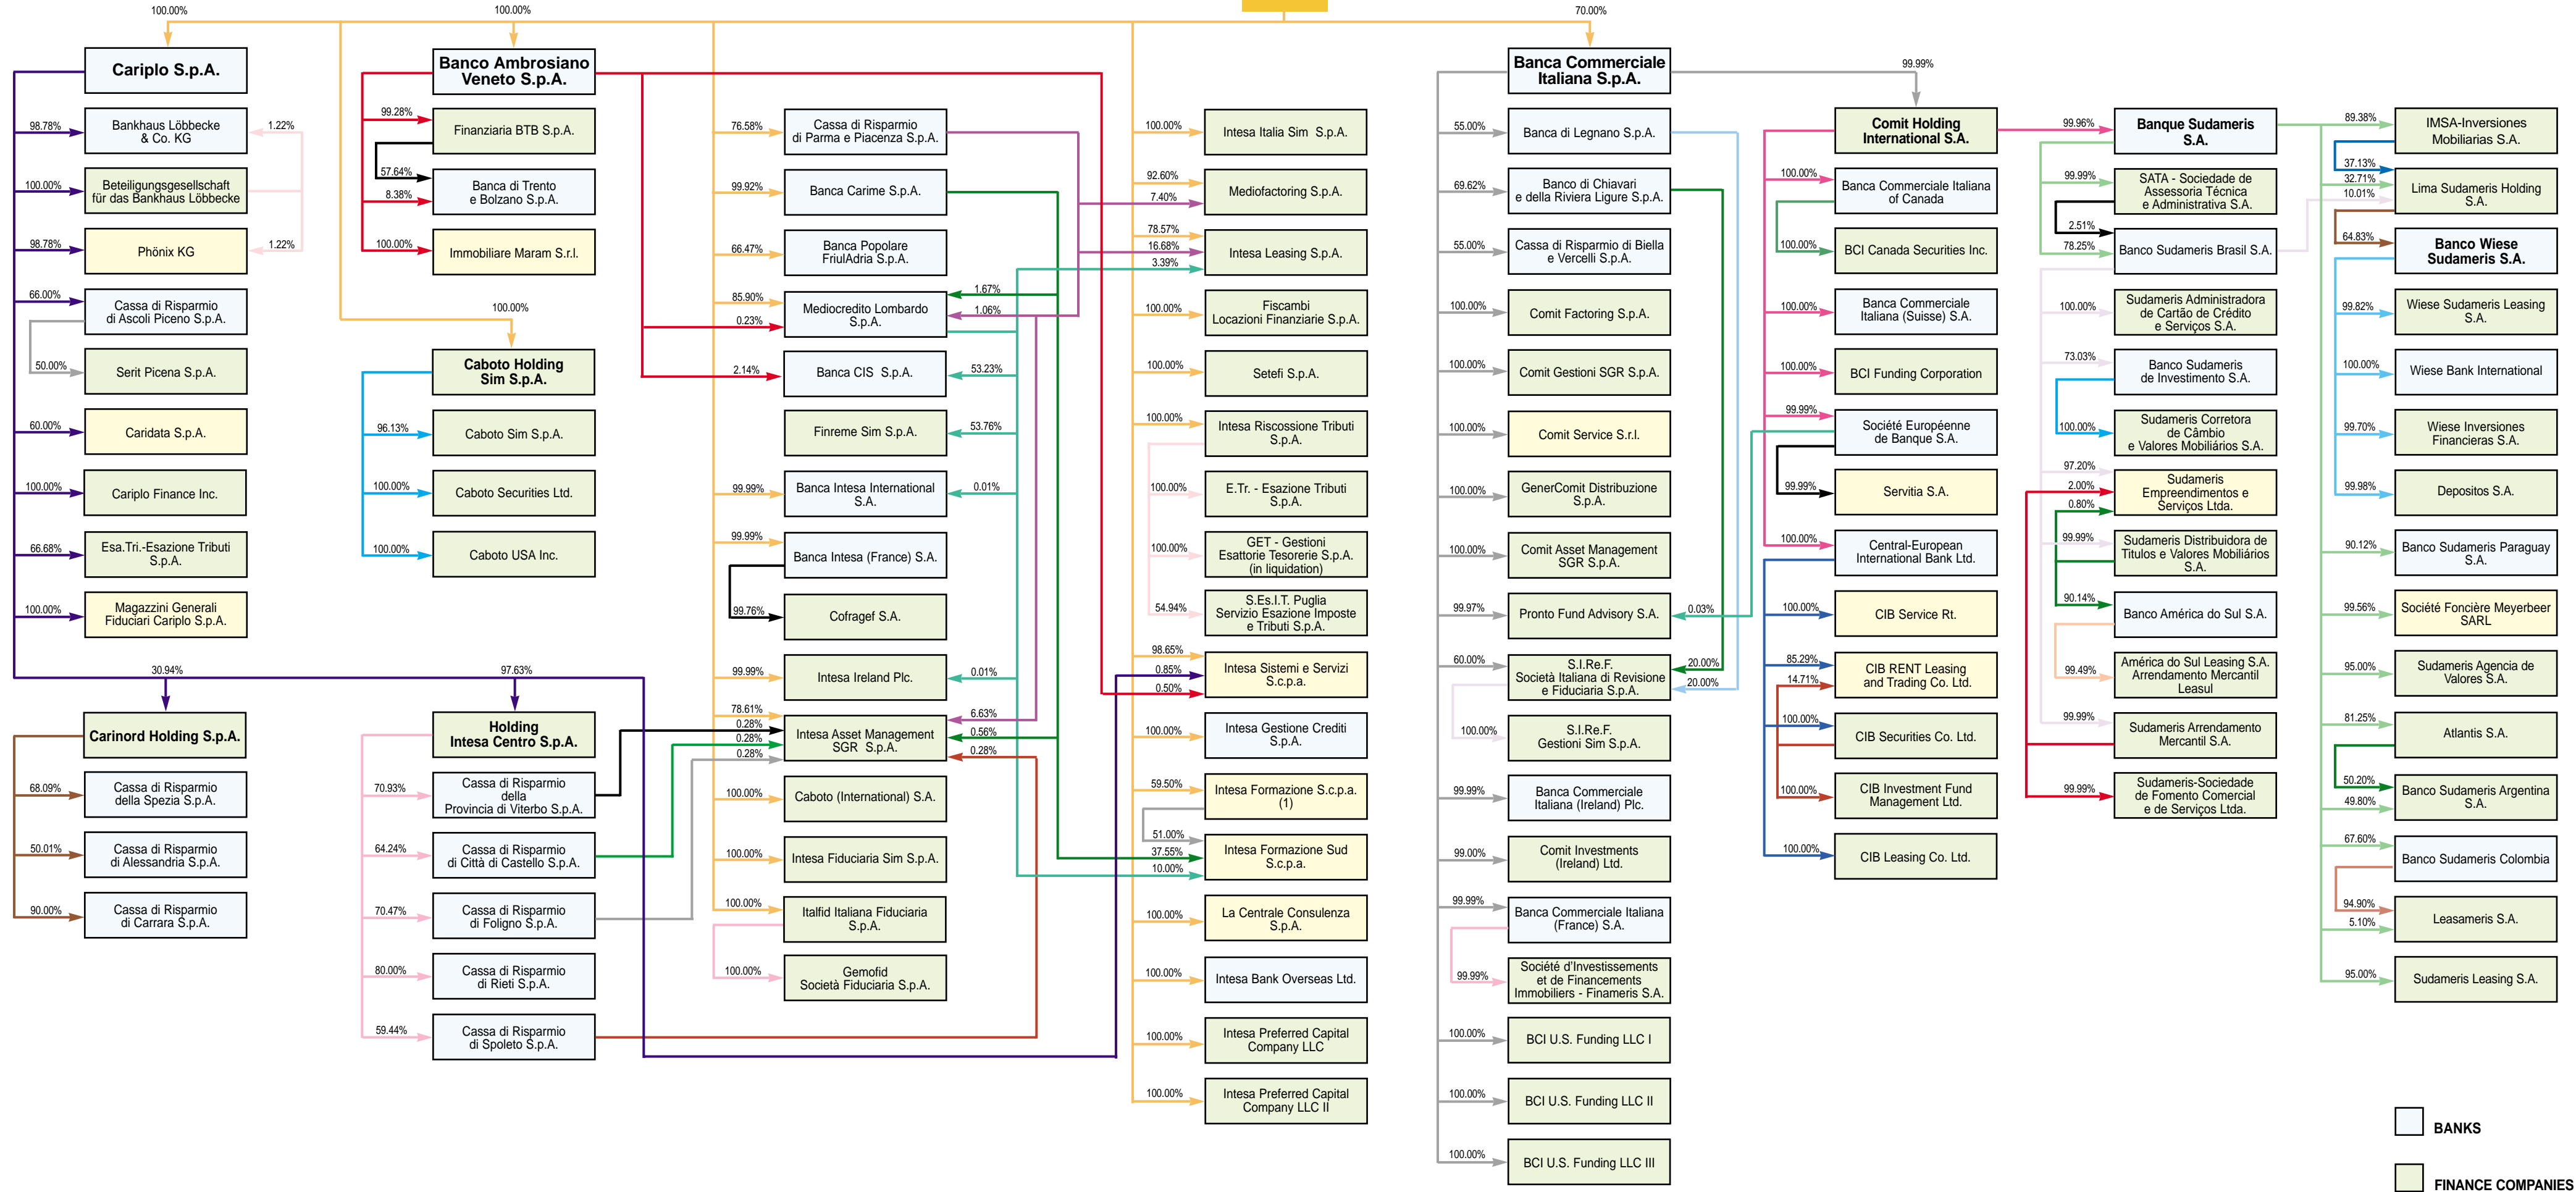 100.00%
100.00%
70.00%
Cariplo S.p.A.
98.78%
Bankhaus Löbbecke
& Co. KG
1.22%
100.00%
Beteiligungsgesellschaft
für das Bankhaus Löbbecke
98.78%
Phönix KG
1.22%
66.00%
Cassa di Risparmio
di Ascoli Piceno S.p.A.
50.00%
Serit Picena S.p.A.
60.00%
Caridata S.p.A.
100.00%
Cariplo Finance Inc.
66.68%
Esa.Tri.-Esazione Tributi
S.p.A.
100.00%
Magazzini Generali
Fiduciari Cariplo S.p.A.
30.94%
97.63%
Carinord Holding S.p.A.
68.09%
Cassa di Risparmio
della Spezia S.p.A.
50.01%
Cassa di Risparmio
di Alessandria S.p.A.
90.00%
Cassa di Risparmio
di Carrara S.p.A.
Banco Ambrosiano
Veneto S.p.A.
99.28%
Finanziaria BTB S.p.A.
57.64%
8.38%
Banca di Trento
e Bolzano S.p.A.
100.00%
Immobiliare Maram S.r.l.
100.00%
Caboto Holding
Sim S.p.A.
96.13%
Caboto Sim S.p.A.
100.00%
Caboto Securities Ltd.
100.00%
Caboto USA Inc.
Holding
Intesa Centro S.p.A.
70.93%
Cassa di Risparmio
della
Provincia di Viterbo S.p.A.
64.24%
Cassa di Risparmio
di Città di Castello S.p.A.
70.47%
Cassa di Risparmio
di Foligno S.p.A.
80.00%
Cassa di Risparmio
di Rieti S.p.A.
59.44%
Cassa di Risparmio
di Spoleto S.p.A.
76.58%
Cassa di Risparmio
di Parma e Piacenza S.p.A.
99.92%
Banca Carime S.p.A.
66.47%
Banca Popolare
FriulAdria S.p.A.
85.90%
0.23%
Mediocredito Lombardo
S.p.A.
1.67%
1.06%
2.14%
Banca CIS S.p.A.
53.23%
Finreme Sim S.p.A.
53.76%
99.99%
Banca Intesa International
S.A.
0.01%
99.99%
Banca Intesa (France) S.A.
99.76%
Cofragef S.A.
99.99%
Intesa Ireland Plc.
0.01%
78.61%
0.28%
0.28%
0.28%
Intesa Asset Management
SGR S.p.A.
6.63%
0.56%
0.28%
100.00%
Caboto (International) S.A.
100.00%
Intesa Fiduciaria Sim S.p.A.
100.00%
Italfid Italiana Fiduciaria
S.p.A.
100.00%
Gemofid
Società Fiduciaria S.p.A.
100.00%
Intesa Italia Sim S.p.A.
92.60%
7.40%
Mediofactoring S.p.A.
78.57%
16.68%
3.39%
Intesa Leasing S.p.A.
100.00%
Fiscambi
Locazioni Finanziarie S.p.A.
100.00%
Setefi S.p.A.
100.00%
Intesa Riscossione Tributi
S.p.A.
100.00%
E.Tr. - Esazione Tributi
S.p.A.
100.00%
GET - Gestioni
Esattorie Tesorerie S.p.A.
(in liquidation)
54.94%
S.Es.I.T. Puglia
Servizio Esazione Imposte
e Tributi S.p.A.
98.65%
0.85%
0.50%
Intesa Sistemi e Servizi
S.c.p.a.
100.00%
Intesa Gestione Crediti
S.p.A.
59.50%
Intesa Formazione S.c.p.a.
(1)
51.00%
37.55%
10.00%
Intesa Formazione Sud
S.c.p.a.
100.00%
La Centrale Consulenza
S.p.A.
100.00%
Intesa Bank Overseas Ltd.
100.00%
Intesa Preferred Capital
Company LLC
100.00%
Intesa Preferred Capital
Company LLC II
Banca Commerciale
Italiana S.p.A.
99.99%
55.00%
Banca di Legnano S.p.A.
69.62%
Banco di Chiavari
e della Riviera Ligure S.p.A.
55.00%
Cassa di Risparmio di Biella
e Vercelli S.p.A.
100.00%
Comit Factoring S.p.A.
100.00%
Comit Gestioni SGR S.p.A.
100.00%
Comit Service S.r.l.
100.00%
GenerComit Distribuzione
S.p.A.
100.00%
Comit Asset Management
SGR S.p.A.
99.97%
Pronto Fund Advisory S.A.
0.03%
60.00%
S.I.Re.F.
Società Italiana di Revisione
e Fiduciaria S.p.A.
20.00%
20.00%
100.00%
S.I.Re.F.
Gestioni Sim S.p.A.
99.99%
Banca Commerciale
Italiana (Ireland) Plc.
99.00%
Comit Investments
(Ireland) Ltd.
99.99%
Banca Commerciale Italiana
(France) S.A.
99.99%
Société d'Investissements
et de Financements
Immobiliers - Finameris S.A.
100.00%
BCI U.S. Funding LLC I
100.00%
BCI U.S. Funding LLC II
100.00%
BCI U.S. Funding LLC III
Comit Holding
International S.A.
99.96%
100.00%
Banca Commerciale Italiana
of Canada
100.00%
BCI Canada Securities Inc.
100.00%
Banca Commerciale
Italiana (Suisse) S.A.
100.00%
BCI Funding Corporation
99.99%
Société Européenne
de Banque S.A.
99.99%
Servitia S.A.
100.00%
Central-European
International Bank Ltd.
100.00%
CIB Service Rt.
85.29%
14.71%
CIB RENT Leasing
and Trading Co. Ltd.
100.00%
CIB Securities Co. Ltd.
100.00%
CIB Investment Fund
Management Ltd.
100.00%
CIB Leasing Co. Ltd.
Banque Sudameris
S.A.
99.99%
SATA - Sociedade de
Assessoria Técnica
e Administrativa S.A.
2.51%
78.25%
Banco Sudameris Brasil S.A.
100.00%
Sudameris Administradora
de Cartão de Crédito
e Serviços S.A.
73.03%
Banco Sudameris
de Investimento S.A.
100.00%
Sudameris Corretora
de Câmbio
e Valores Mobiliários S.A.
97.20%
2.00%
0.80%
Sudameris
Empreendimentos e
Serviços Ltda.
99.99%
Sudameris Distribuidora de
Titulos e Valores Mobiliários
S.A.
90.14%
Banco América do Sul S.A.
99.49%
América do Sul Leasing S.A.
Arrendamento Mercantil
Leasul
99.99%
Sudameris Arrendamento
Mercantil S.A.
99.99%
Sudameris-Sociedade
de Fomento Comercial
e de Serviços Ltda.
89.38%
IMSA-Inversiones
Mobiliarias S.A.
37.13%
32.71%
10.01%
Lima Sudameris Holding
S.A.
64.83%
Banco Wiese
Sudameris S.A.
99.82%
Wiese Sudameris Leasing
S.A.
100.00%
Wiese Bank International
99.70%
Wiese Inversiones
Financieras S.A.
99.98%
Depositos S.A.
90.12%
Banco Sudameris Paraguay
S.A.
99.56%
Société Foncière Meyerbeer
SARL
95.00%
Sudameris Agencia de
Valores S.A.
81.25%
Atlantis S.A.
50.20%
49.80%
Banco Sudameris Argentina
S.A.
67.60%
Banco Sudameris Colombia
94.90%
5.10%
Leasameris S.A.
95.00%
Sudameris Leasing S.A.
BANKS
FINANCE COMPANIES